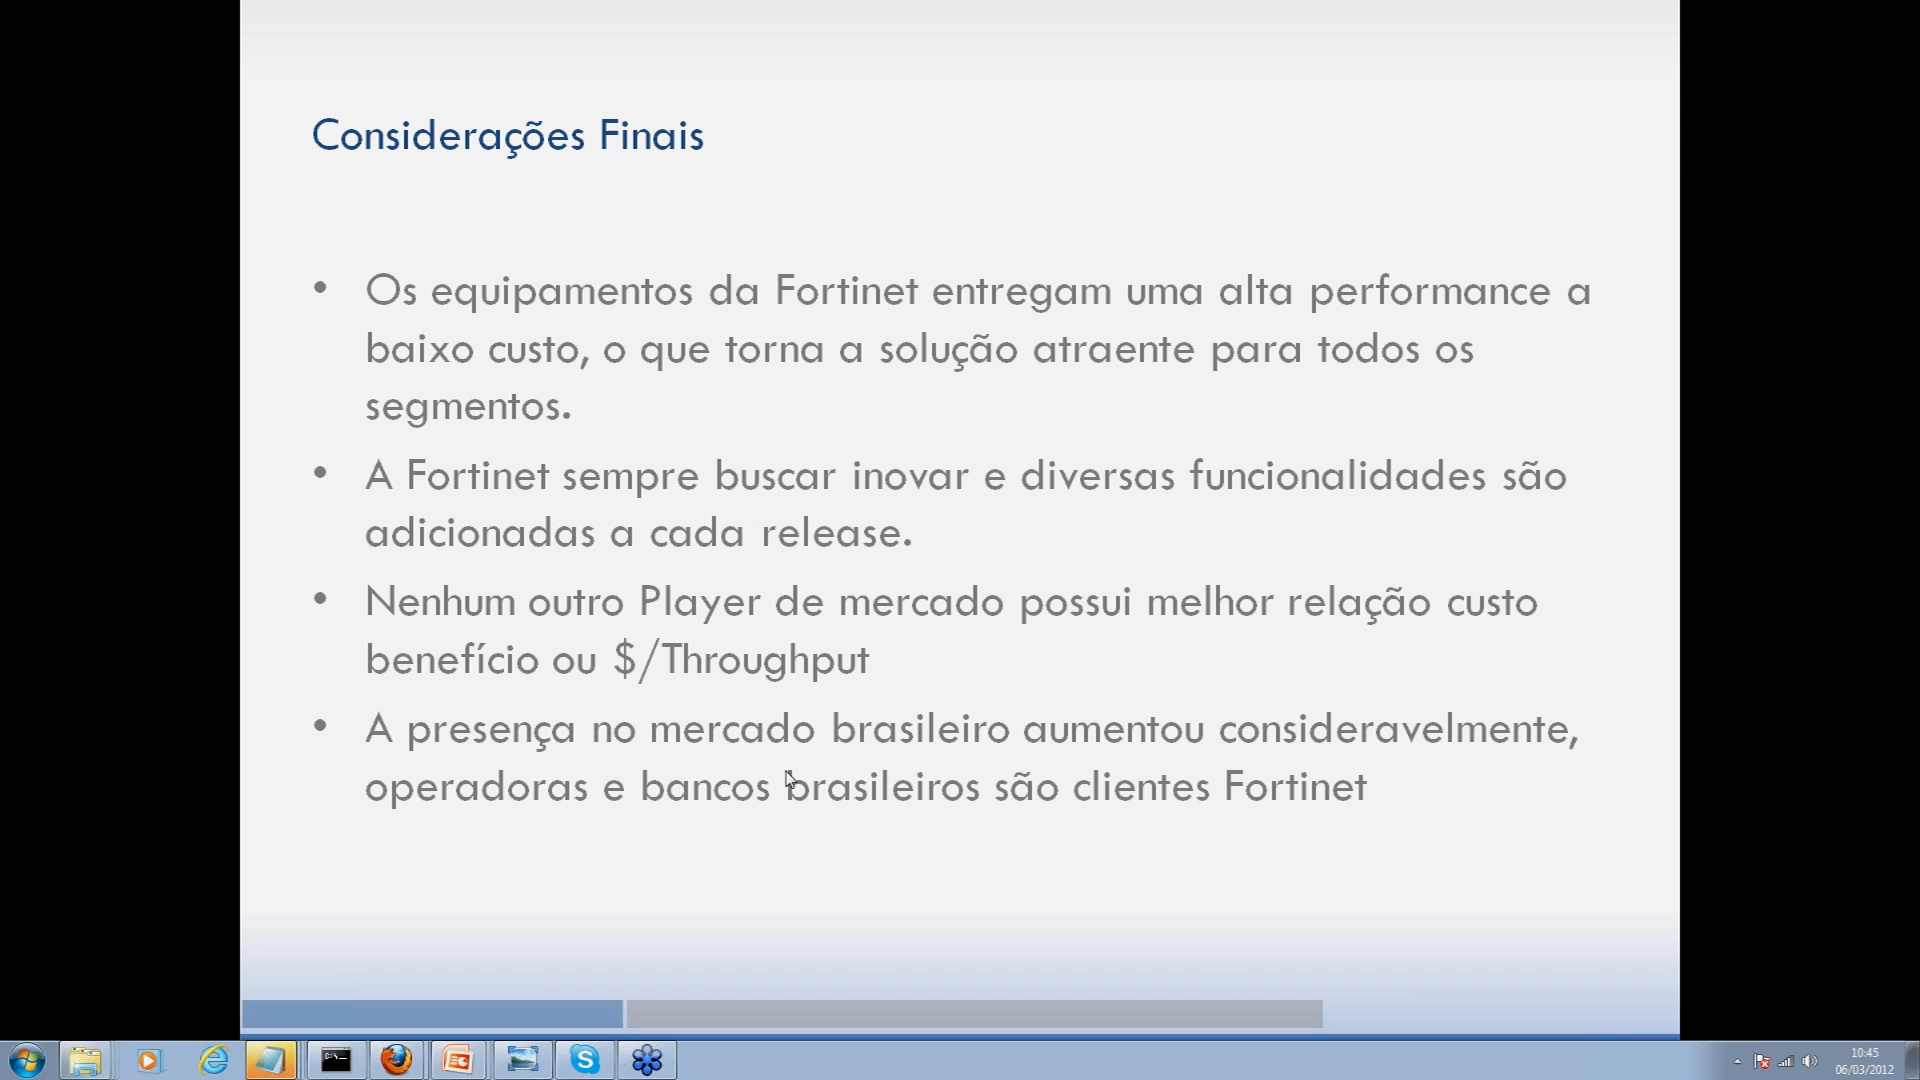 Considerações Finais
• Os equipamentos da Fortinet entregam uma alta performance a
baixo custo, o que torna a solução atraente para todos os
segmentos.
• A Fortinet sempre buscar inovar e diversas funcionalidades são
adicionadas a cada release.
• Nenhum outro Player de mercado possui melhor relação custo
benefício ou $/Throughput
• A presença no mercado brasileiro aumentou consideravelmente,
operadoras e bancos brasileiros são clientes Fortinet
10:45
06/03/2012